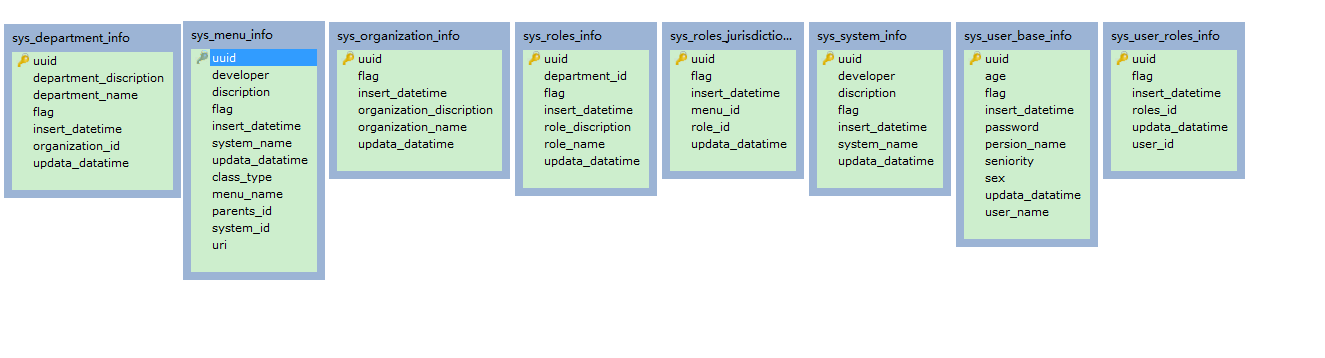 sys_department_info
uuid
department_discription
department_name
flag
insert_datetime
organization_id
updata_datatime
sys_menu_info
uuid
developer
discription
flag
insert_datetime
system_name
updata_datatime
class_type
menu_name
parents_id
system_id
uri
sys_organization_info
uuid
flag
insert_datetime
organization_discription
organization_name
updata_datatime
sys_roles_info
uuid
department_id
flag
insert_datetime
role_discription
role_name
updata_datatime
sys_roles_jurisdictio...
uuid
flag
insert_datetime
menu_id
role_id
updata_datatime
sys_system_info
uuid
developer
discription
flag
insert_datetime
system_name
updata_datatime
sys_user_base_info
uuid
age
flag
insert_datetime
password
persion_name
seniority
sex
updata_datatime
user_name
sys_user_roles_info
uuid
flag
insert_datetime
roles_id
updata_datatime
user_id